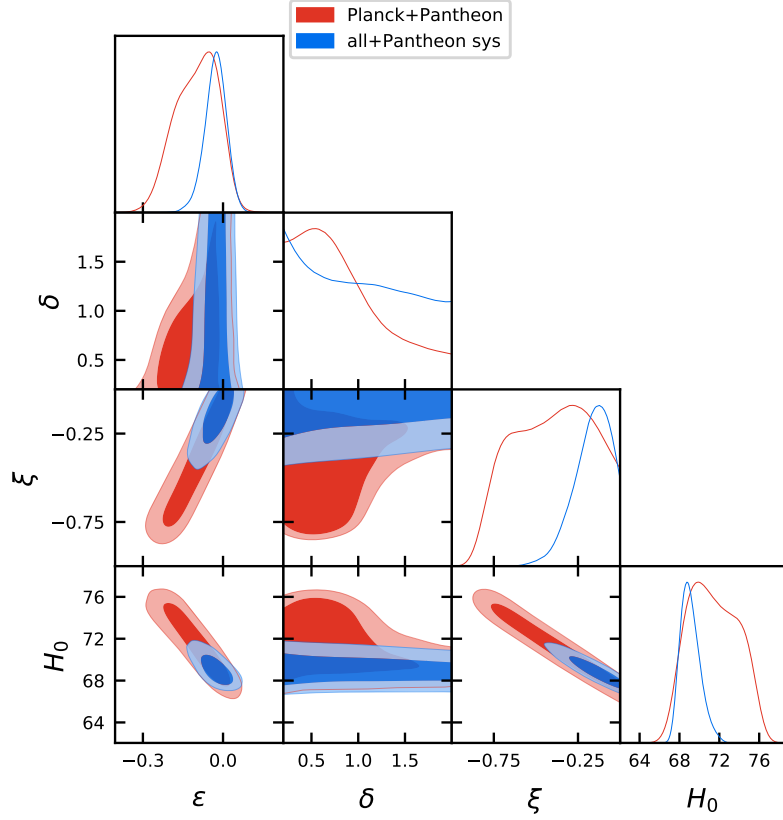 Planck+Pantheon
all+Pantheon sys
δ
1.5
1.0
0.5
ξ
−0.25
−0.75
H₀
76
72
68
64
−0.3 0.0 0.5 1.0 1.5 −0.75 −0.25 64 68 72 76
ε δ ξ H₀